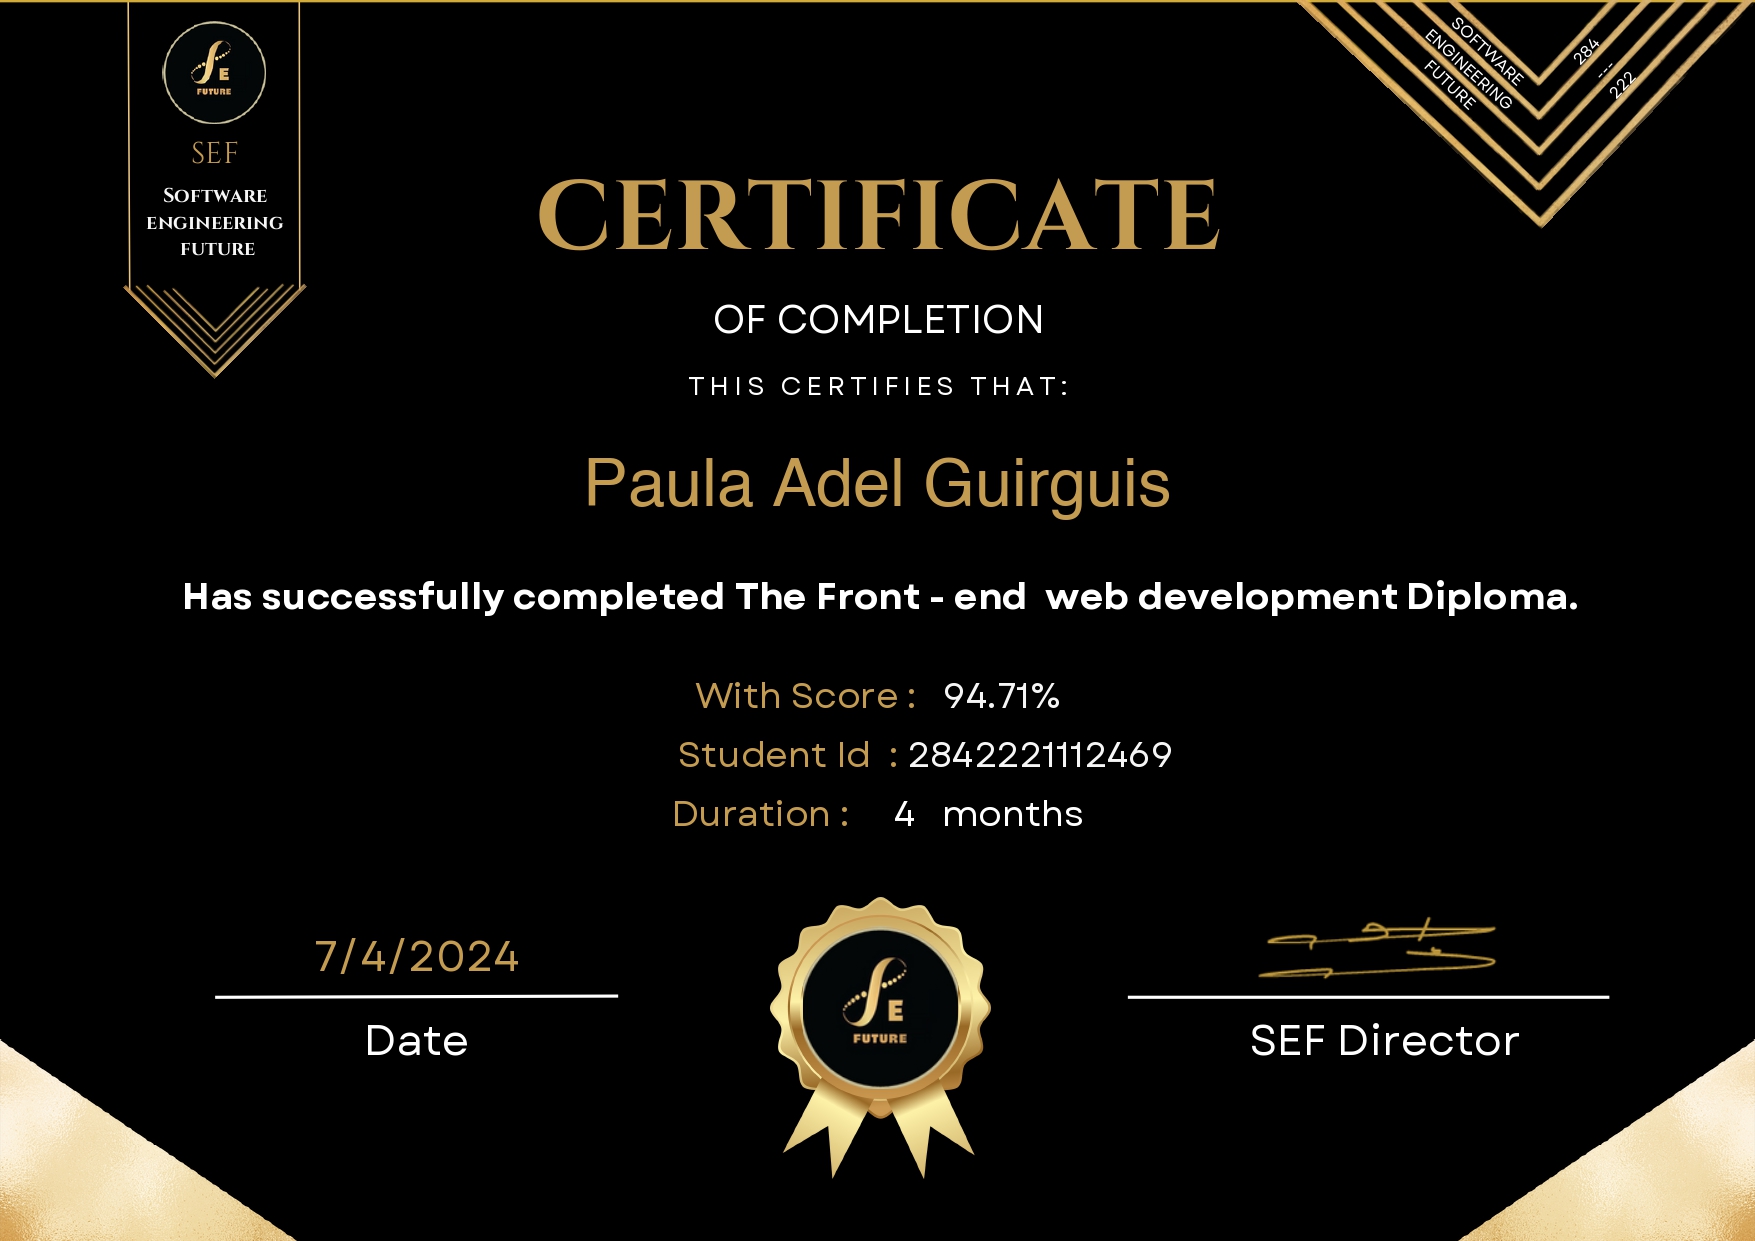 E
FUTURE
SEF
SOFTWARE
ENGINEERING
FUTURE
SOFTWARE
ENGINEERING
FUTURE
284
---
222
CERTIFICATE
OF COMPLETION
THIS CERTIFIES THAT:
Paula Adel Guirguis
Has successfully completed The Front - end web development Diploma.
With Score : 94.71%
Student Id : 2842221112469
Duration : 4 months
7/4/2024
Date
E
FUTURE
SEF Director